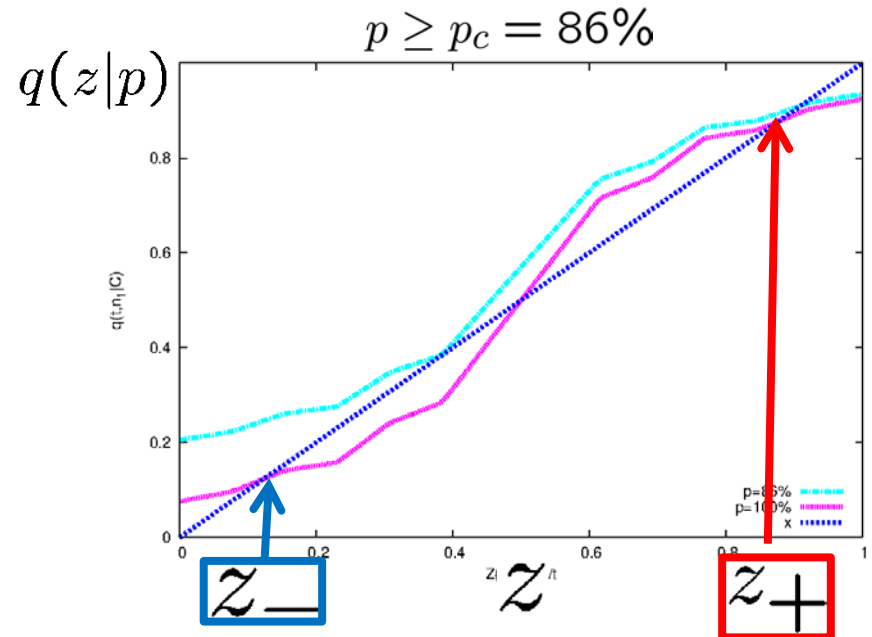 p ≥ p_c = 86%
q(z|p)
0.8
0.6
0.4
0.2
0
q(t,n_1|C)
p=86%
p=100%
x
0 0.2 0.4 0.6 0.8 1
z /t
z_−
z_+